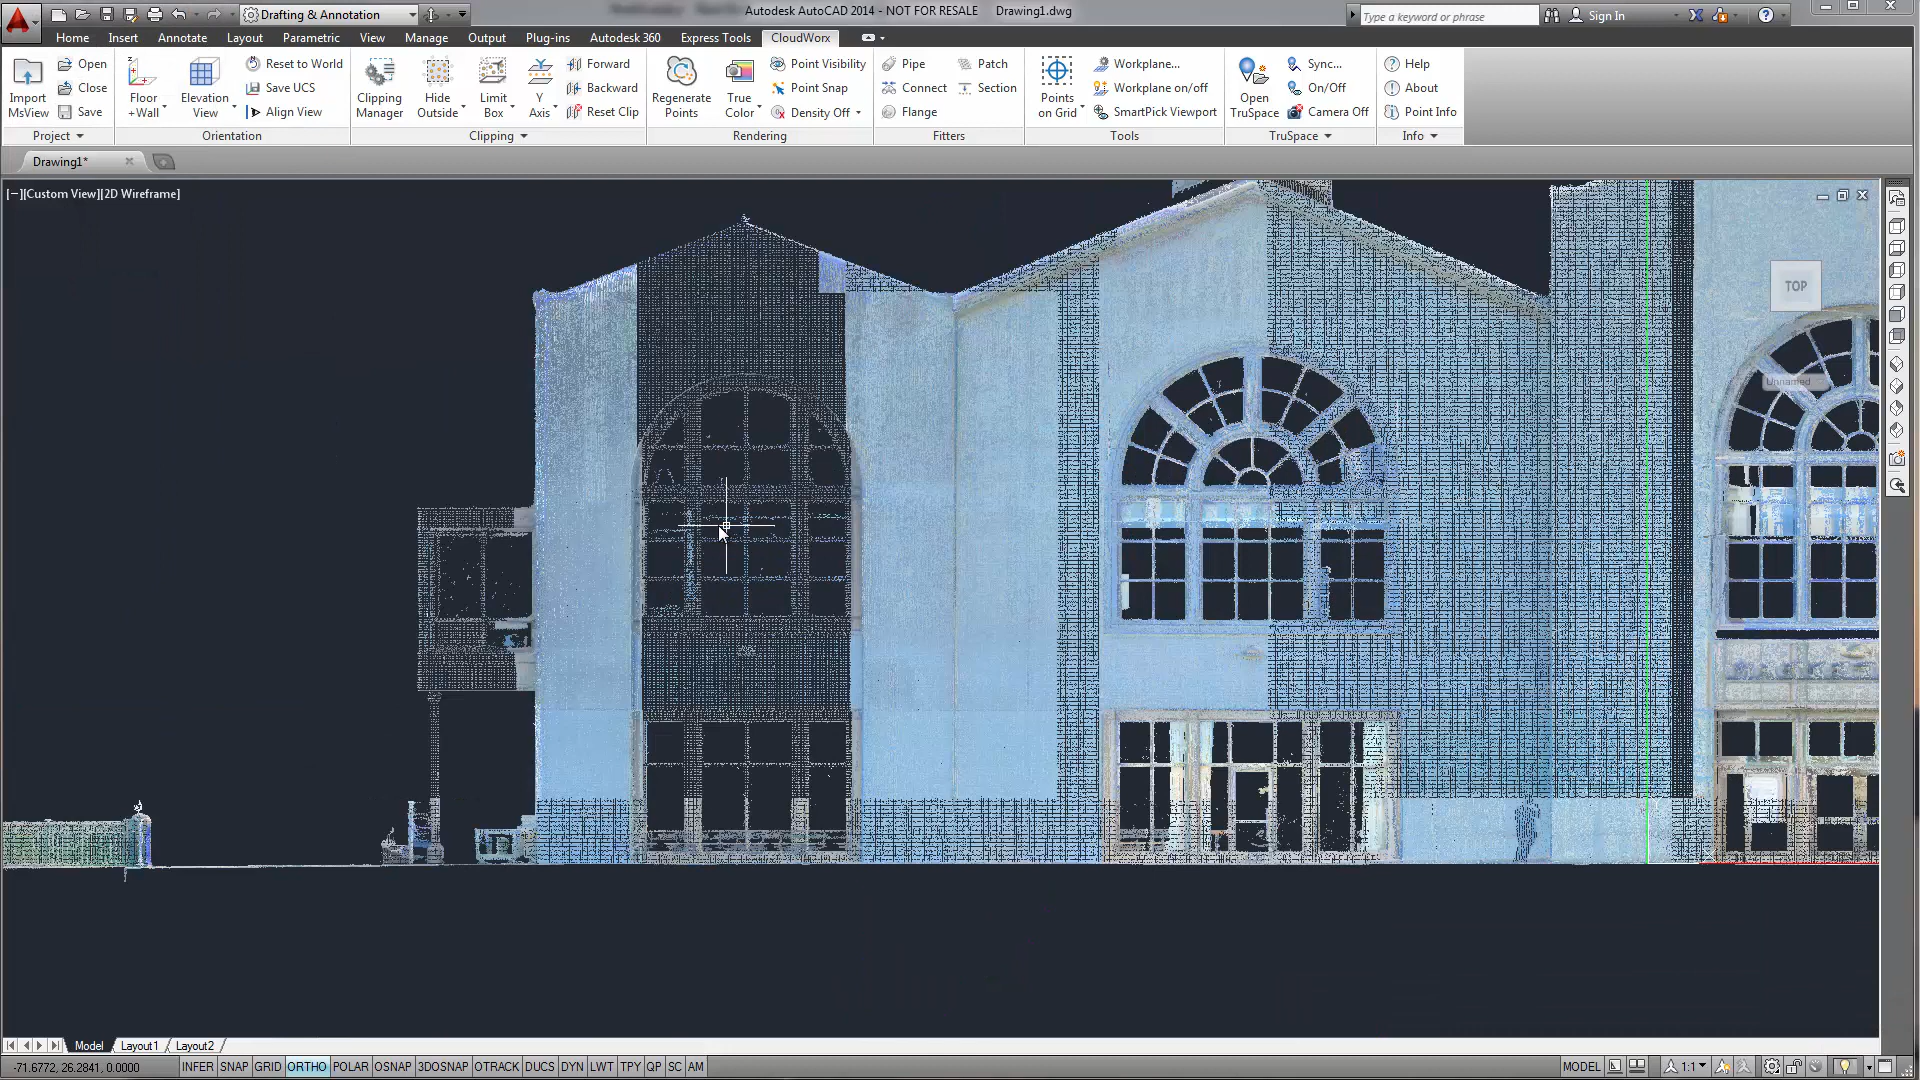 Drafting & Annotation
Autodesk AutoCAD 2014 - NOT FOR RESALE Drawing1.dwg
Type a keyword or phrase
Sign In
Home Insert Annotate Layout Parametric View Manage Output Plug-ins Autodesk 360 Express Tools CloudWorx
Import MsView
Open
Close
Save
Project
Floor +Wall
Elevation View
Reset to World
Save UCS
Align View
Orientation
Clipping Manager
Hide Outside
Limit Box
Y Axis
Forward
Backward
Reset Clip
Clipping
Regenerate Points
True Color
Point Visibility
Point Snap
Density Off
Rendering
Pipe
Connect
Flange
Patch
Section
Fitters
Points on Grid
Workplane...
Workplane on/off
SmartPick Viewport
Tools
Open TruSpace
Sync...
On/Off
Camera Off
TruSpace
Help
About
Point Info
Info
Drawing1*
[−][Custom View][2D Wireframe]
TOP
Unnamed
Model Layout1 Layout2
-71.6772, 26.2841, 0.0000
INFER SNAP GRID ORTHO POLAR OSNAP 3DOSNAP OTRACK DUCS DYN LWT TPY QP SC AM
MODEL
1:1